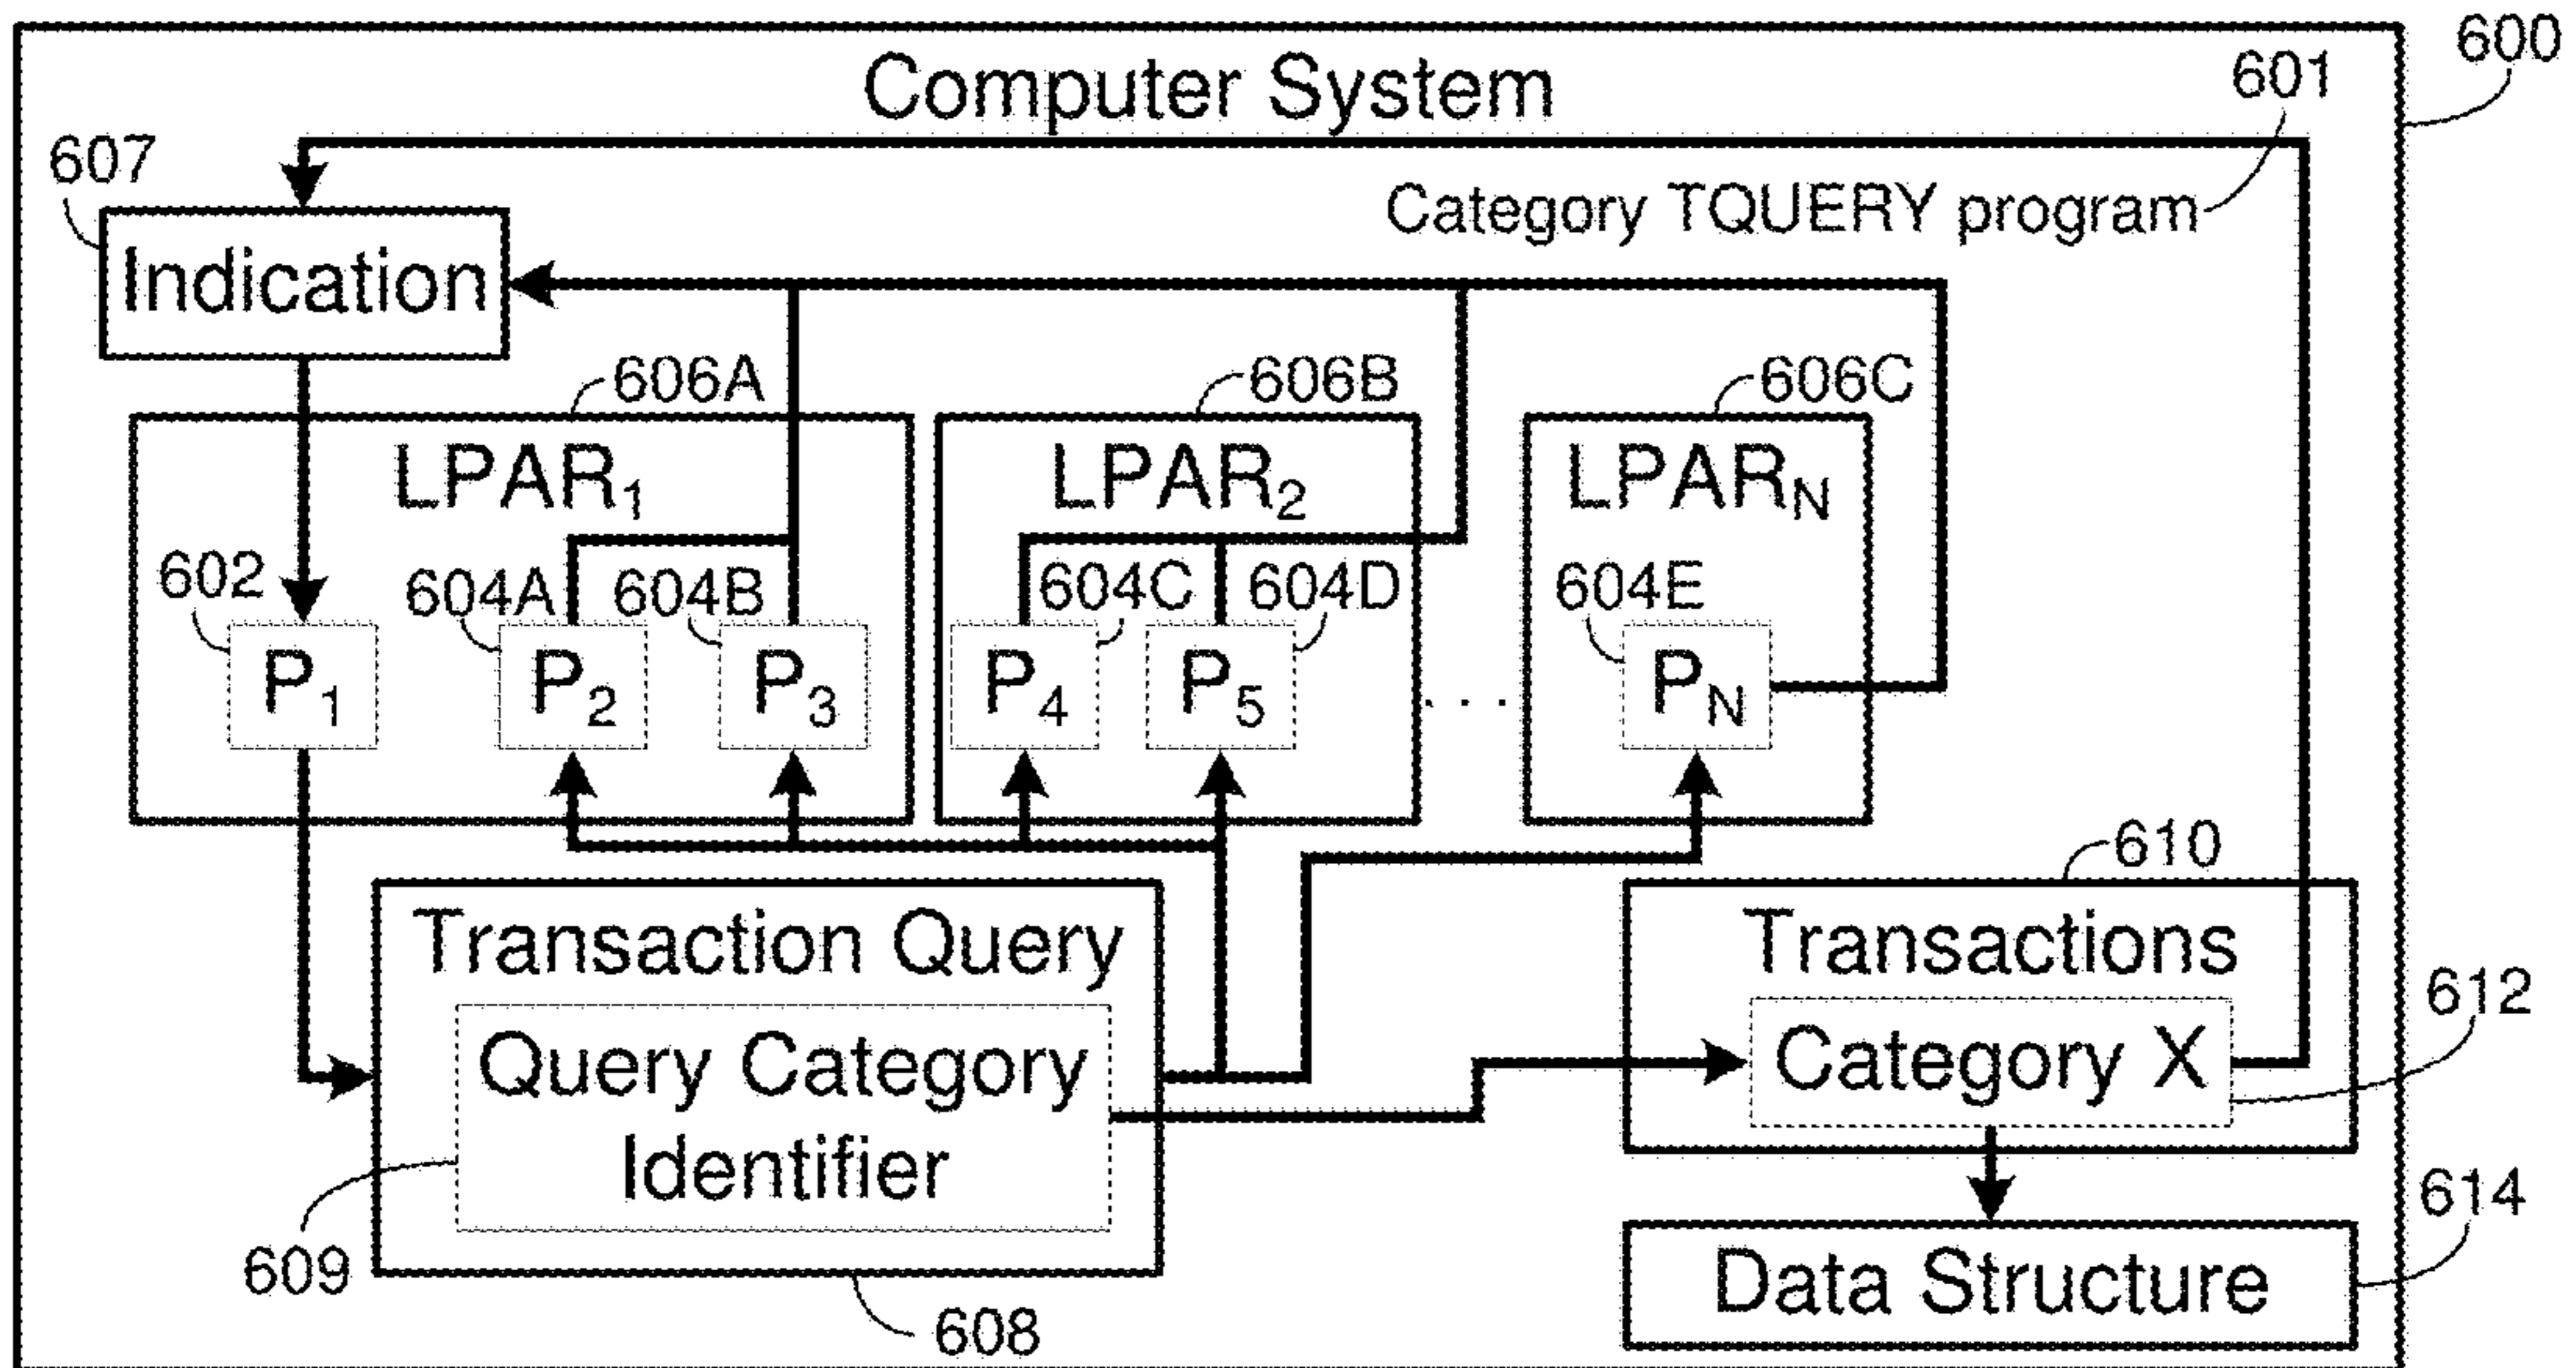 600
Computer System
601
607
Category TQUERY program
Indication
606A
606B
606C
LPAR₁
LPAR₂
LPARN
602
604A
604B
604C
604D
604E
P₁
P₂
P₃
P₄
P₅
. . .
PN
610
Transaction Query
Transactions
612
Query Category
Identifier
Category X
614
609
Data Structure
608